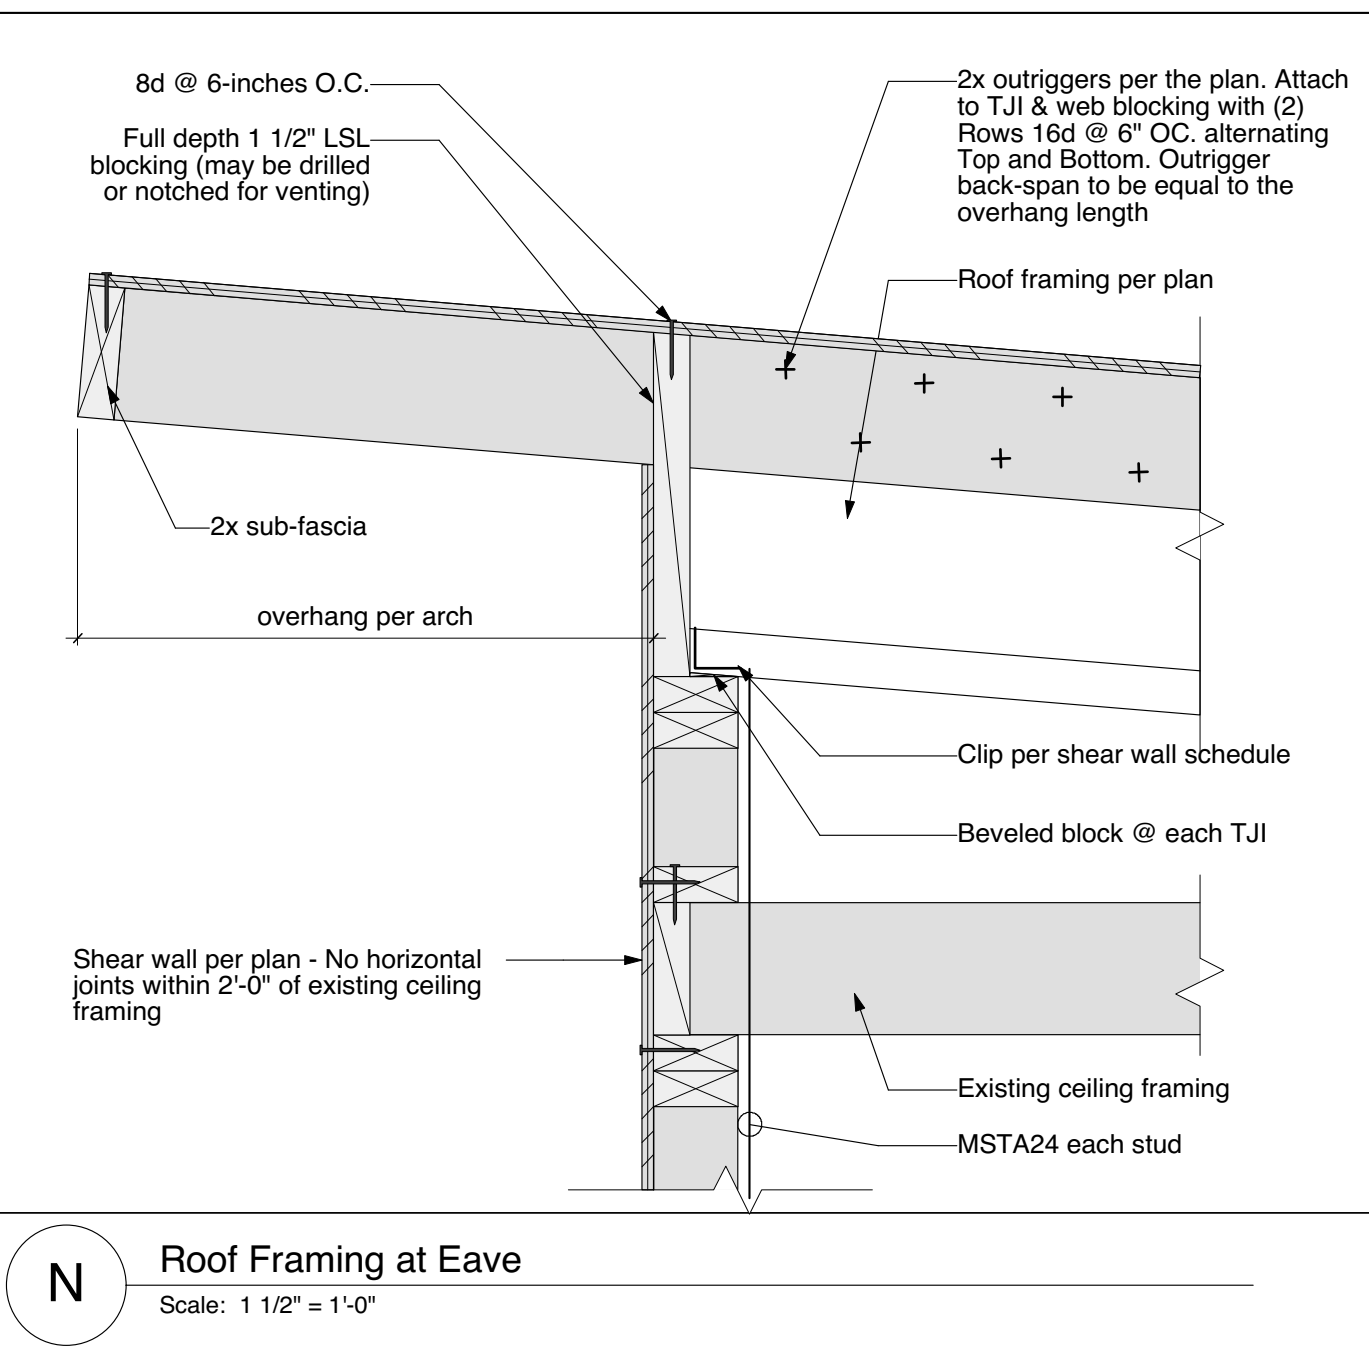 8d @ 6-inches O.C.
Full depth 1 1/2" LSL
blocking (may be drilled
or notched for venting)
2x outriggers per the plan. Attach
to TJI & web blocking with (2)
Rows 16d @ 6" OC. alternating
Top and Bottom. Outrigger
back-span to be equal to the
overhang length
Roof framing per plan
2x sub-fascia
overhang per arch
Clip per shear wall schedule
Beveled block @ each TJI
Shear wall per plan - No horizontal
joints within 2'-0" of existing ceiling
framing
Existing ceiling framing
MSTA24 each stud
N
Roof Framing at Eave
Scale: 1 1/2" = 1'-0"